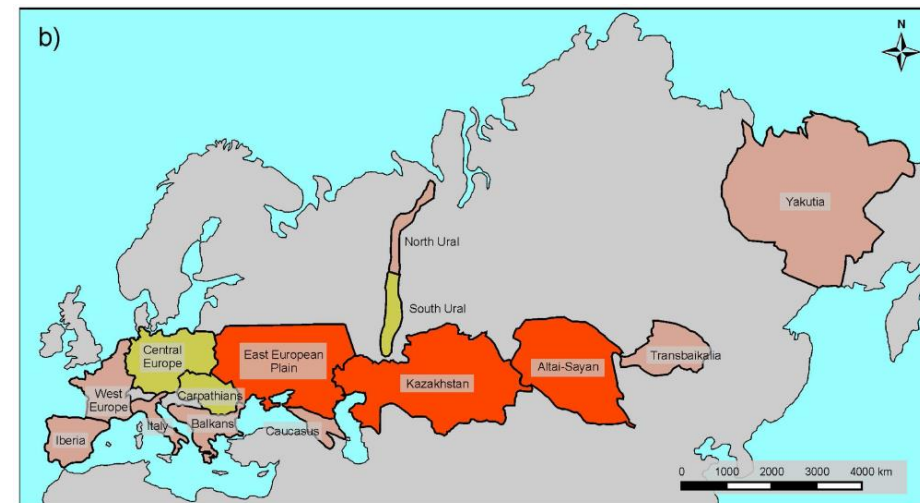 b)
N
Yakutia
North Ural
South Ural
Central
Europe
East European
Plain
Kazakhstan
Altai-Sayan
Transbaikalia
West
Europe
Carpathians
Iberia
Italy
Balkans
Caucasus
0 1000 2000 3000 4000 km